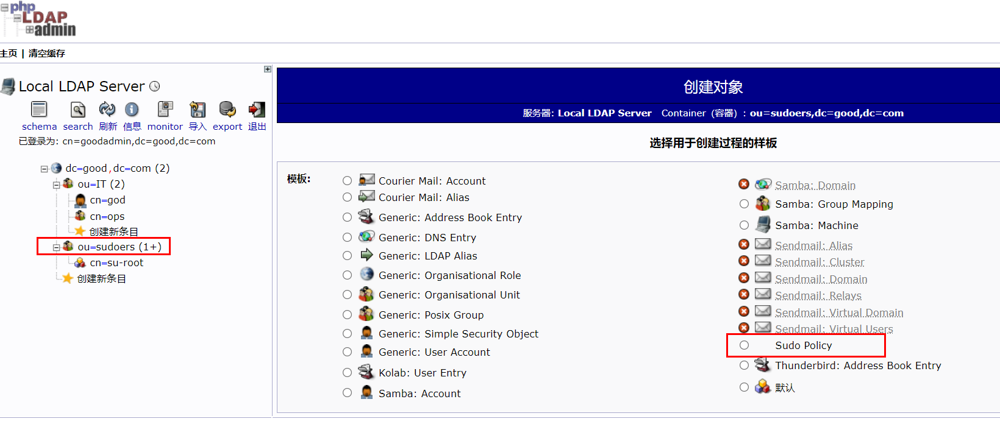 php
LDAP
admin
主页 | 清空缓存
Local LDAP Server
schema search 刷新 信息 monitor 导入 export 退出
已登录为: cn=goodadmin,dc=good,dc=com
dc=good,dc=com (2)
ou=IT (2)
cn=god
cn=ops
创建新条目
ou=sudoers (1+)
cn=su-root
创建新条目
创建对象
服务器: Local LDAP Server Container (容器) : ou=sudoers,dc=good,dc=com
选择用于创建过程的样板
模板:
Courier Mail: Account
Courier Mail: Alias
Generic: Address Book Entry
Generic: DNS Entry
Generic: LDAP Alias
Generic: Organisational Role
Generic: Organisational Unit
Generic: Posix Group
Generic: Simple Security Object
Generic: User Account
Kolab: User Entry
Samba: Account
Samba: Domain
Samba: Group Mapping
Samba: Machine
Sendmail: Alias
Sendmail: Cluster
Sendmail: Domain
Sendmail: Relays
Sendmail: Virtual Domain
Sendmail: Virtual Users
Sudo Policy
Thunderbird: Address Book Entry
默认